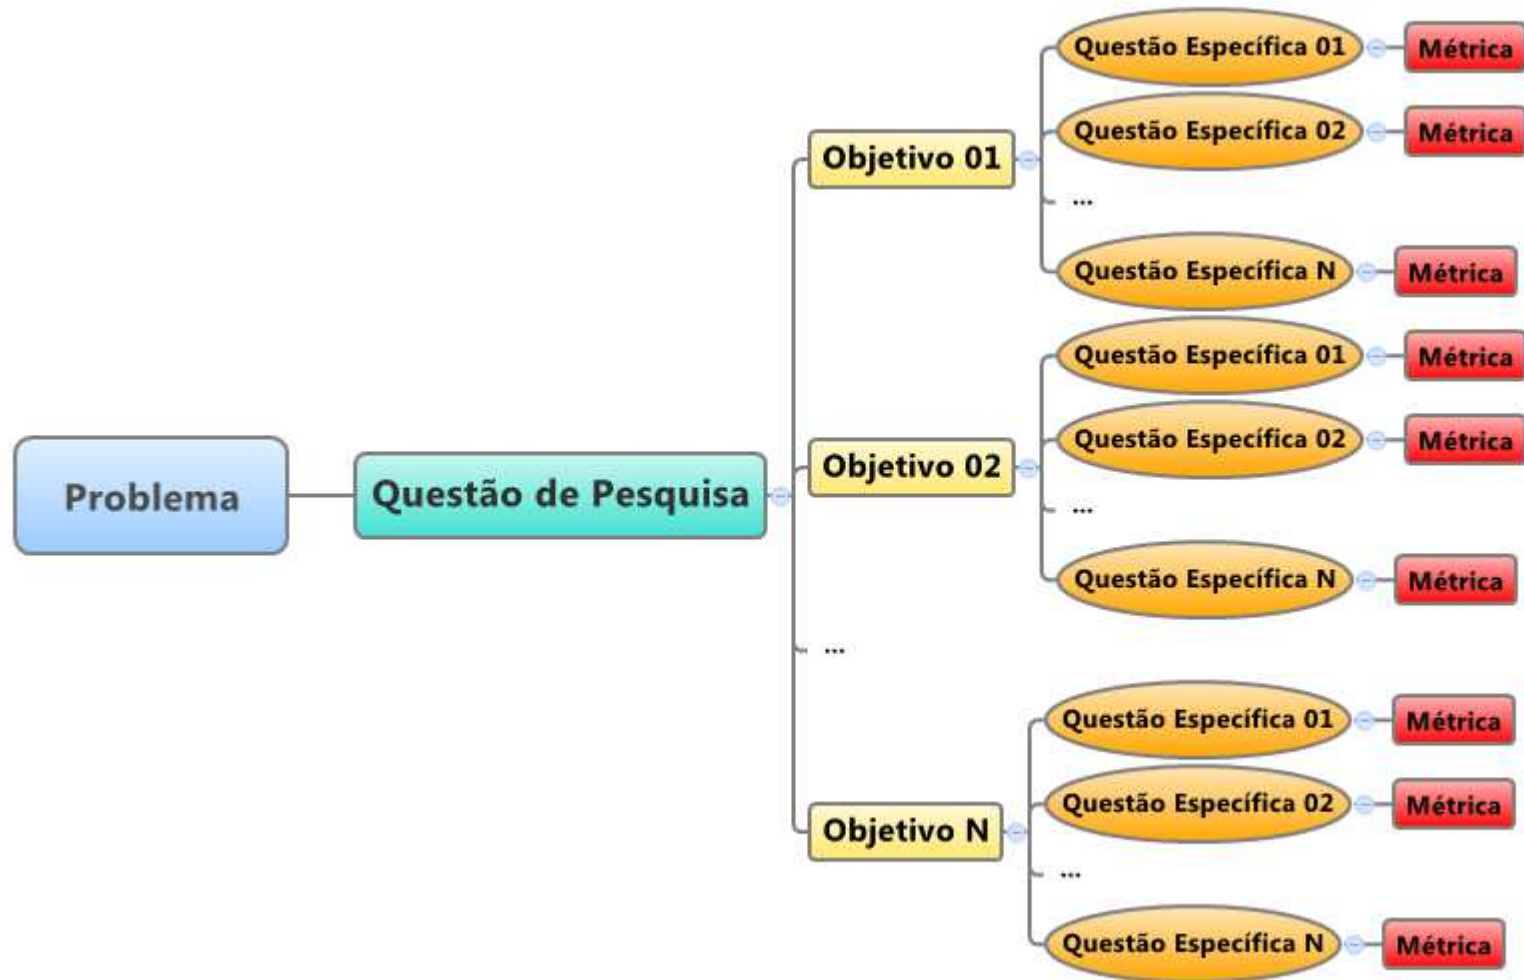 Problema
Questão de Pesquisa
Objetivo 01
Questão Específica 01
Métrica
Questão Específica 02
Métrica
...
Questão Específica N
Métrica
Objetivo 02
Questão Específica 01
Métrica
Questão Específica 02
Métrica
...
Questão Específica N
Métrica
...
Objetivo N
Questão Específica 01
Métrica
Questão Específica 02
Métrica
...
Questão Específica N
Métrica